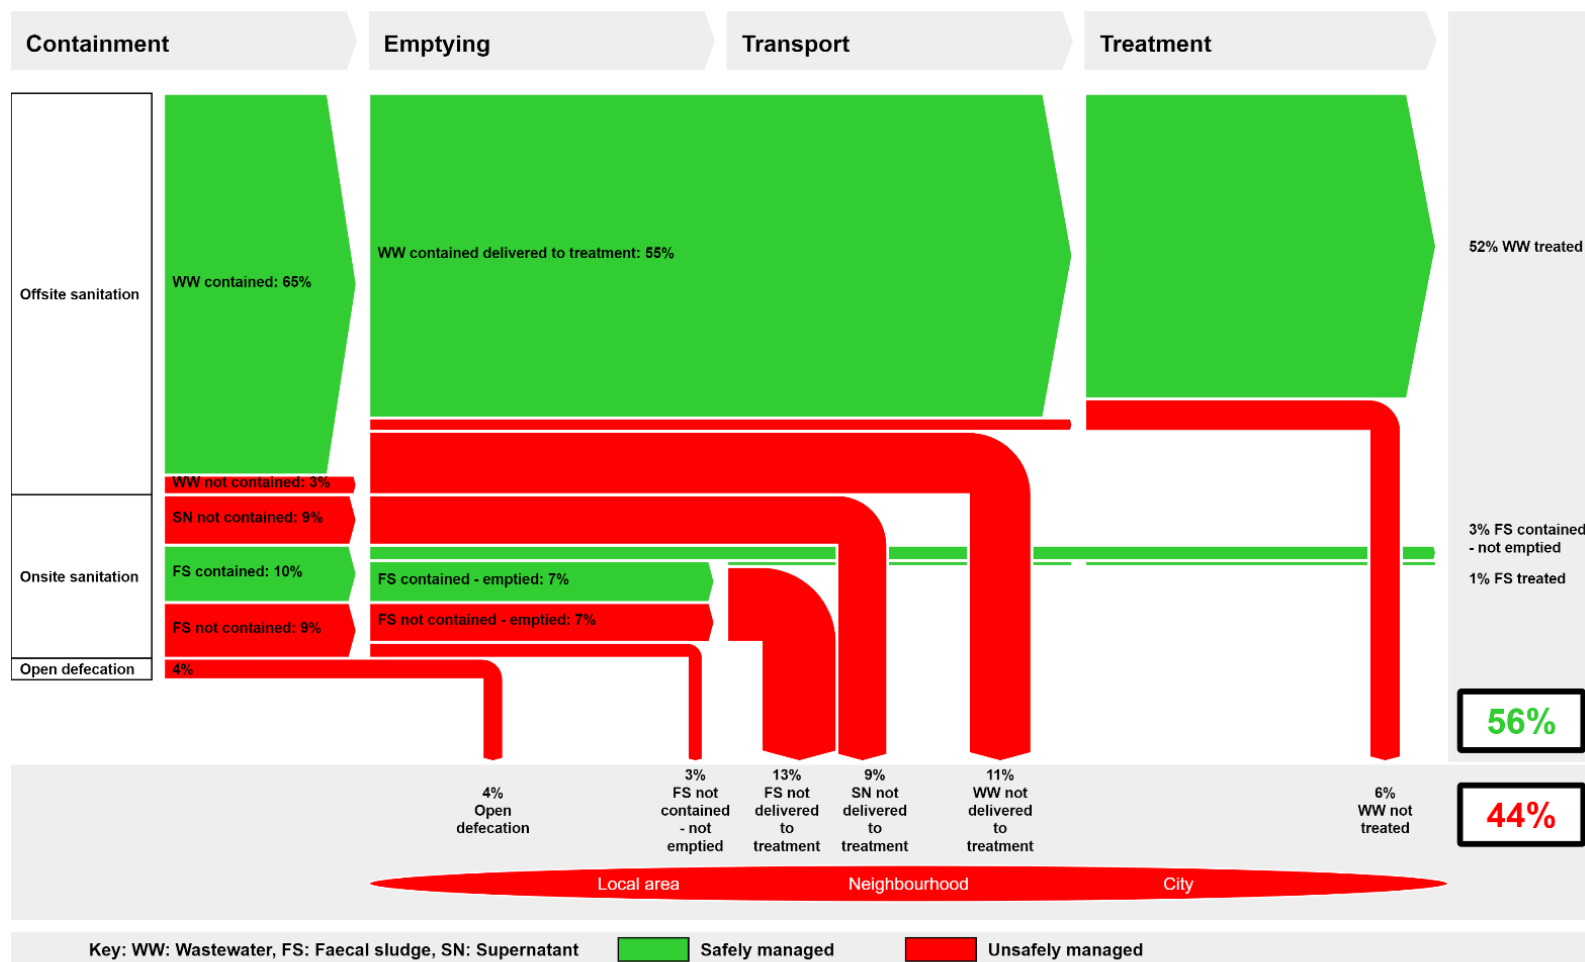 Containment
Emptying
Transport
Treatment
Offsite sanitation
WW contained: 65%
WW contained delivered to treatment: 55%
52% WW treated
WW not contained: 3%
Onsite sanitation
SN not contained: 9%
FS contained: 10%
FS contained - emptied: 7%
3% FS contained
- not emptied
1% FS treated
FS not contained: 9%
FS not contained - emptied: 7%
Open defecation
4%
56%
4%
Open
defecation
3%
FS not
contained
- not
emptied
13%
FS not
delivered
to
treatment
9%
SN not
delivered
to
treatment
11%
WW not
delivered
to
treatment
6%
WW not
treated
44%
Local area
Neighbourhood
City
Key: WW: Wastewater, FS: Faecal sludge, SN: Supernatant
Safely managed
Unsafely managed